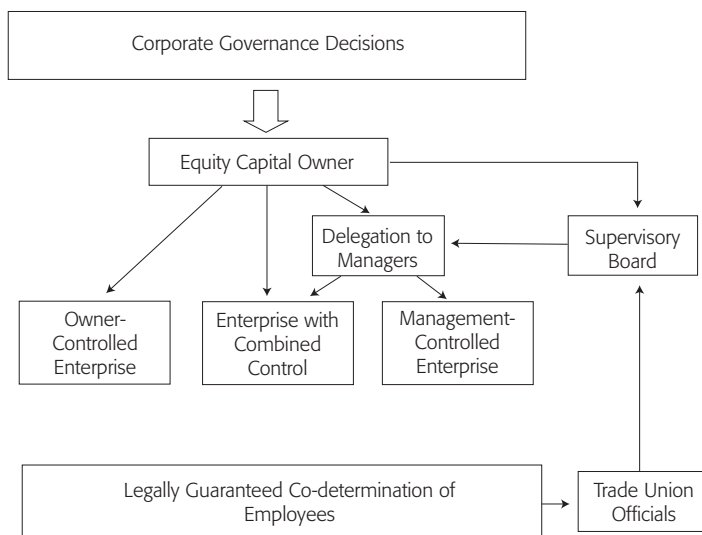 Corporate Governance Decisions
Equity Capital Owner
Delegation to
Managers
Supervisory
Board
Owner-
Controlled
Enterprise
Enterprise with
Combined
Control
Management-
Controlled
Enterprise
Legally Guaranteed Co-determination of
Employees
Trade Union
Officials